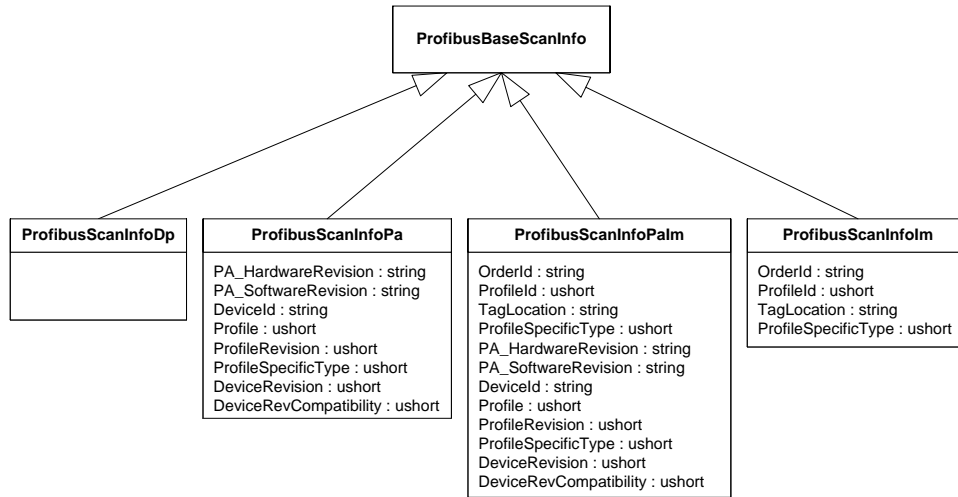 ProfibusBaseScanInfo
ProfibusScanInfoDp
ProfibusScanInfoPa
PA_HardwareRevision : string
PA_SoftwareRevision : string
DeviceId : string
Profile : ushort
ProfileRevision : ushort
ProfileSpecificType : ushort
DeviceRevision : ushort
DeviceRevCompatibility : ushort
ProfibusScanInfoPaIm
OrderId : string
ProfileId : ushort
TagLocation : string
ProfileSpecificType : ushort
PA_HardwareRevision : string
PA_SoftwareRevision : string
DeviceId : string
Profile : ushort
ProfileRevision : ushort
ProfileSpecificType : ushort
DeviceRevision : ushort
DeviceRevCompatibility : ushort
ProfibusScanInfoIm
OrderId : string
ProfileId : ushort
TagLocation : string
ProfileSpecificType : ushort